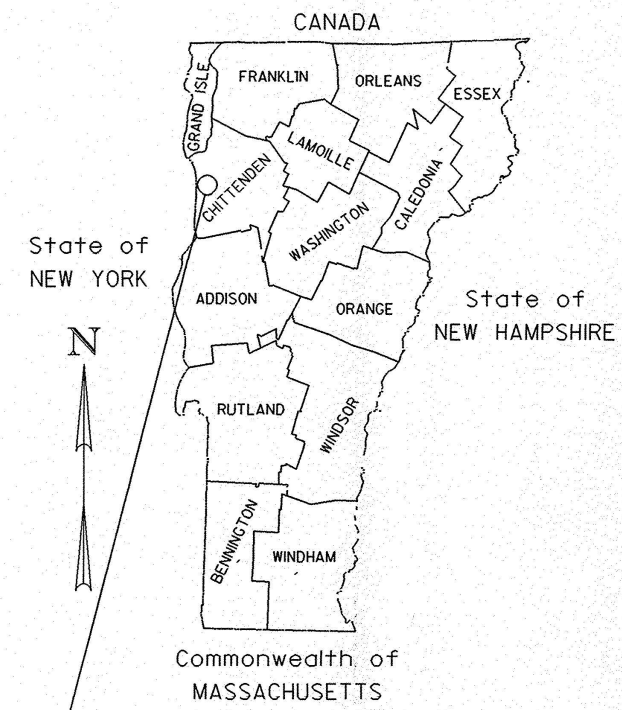 CANADA
FRANKLIN
ORLEANS
ESSEX
GRAND ISLE
LAMOILLE
CHITTENDEN
CALEDONIA
WASHINGTON
State of
NEW YORK
ADDISON
ORANGE
State of
NEW HAMPSHIRE
N
RUTLAND
WINDSOR
BENNINGTON
WINDHAM
Commonwealth of
MASSACHUSETTS